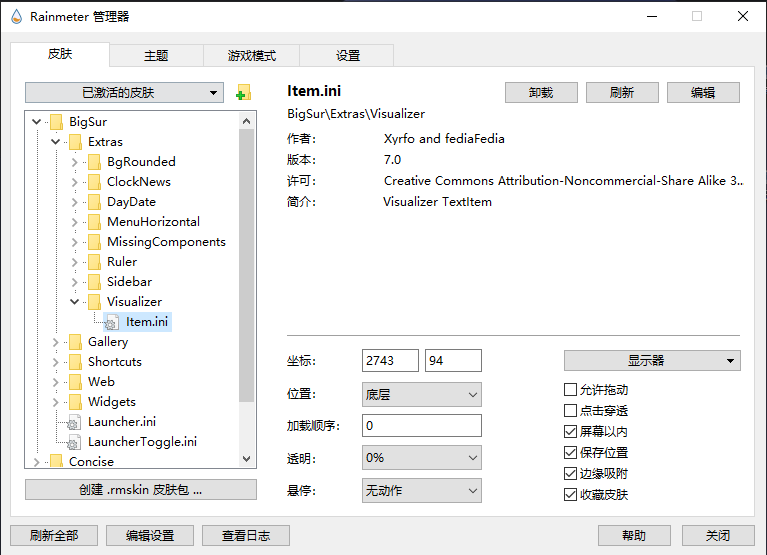 Rainmeter 管理器
皮肤
主题
游戏模式
设置
已激活的皮肤
BigSur
Extras
BgRounded
ClockNews
DayDate
MenuHorizontal
MissingComponents
Ruler
Sidebar
Visualizer
Item.ini
Gallery
Shortcuts
Web
Widgets
Launcher.ini
LauncherToggle.ini
Concise
创建 .rmskin 皮肤包 ...
Item.ini
卸载
刷新
编辑
BigSur\Extras\Visualizer
作者: Xyrfo and fediaFedia
版本: 7.0
许可: Creative Commons Attribution-Noncommercial-Share Alike 3...
简介: Visualizer TextItem
坐标: 2743 94
位置: 底层
加载顺序: 0
透明: 0%
悬停: 无动作
显示器
允许拖动
点击穿透
屏幕以内
保存位置
边缘吸附
收藏皮肤
刷新全部
编辑设置
查看日志
帮助
关闭